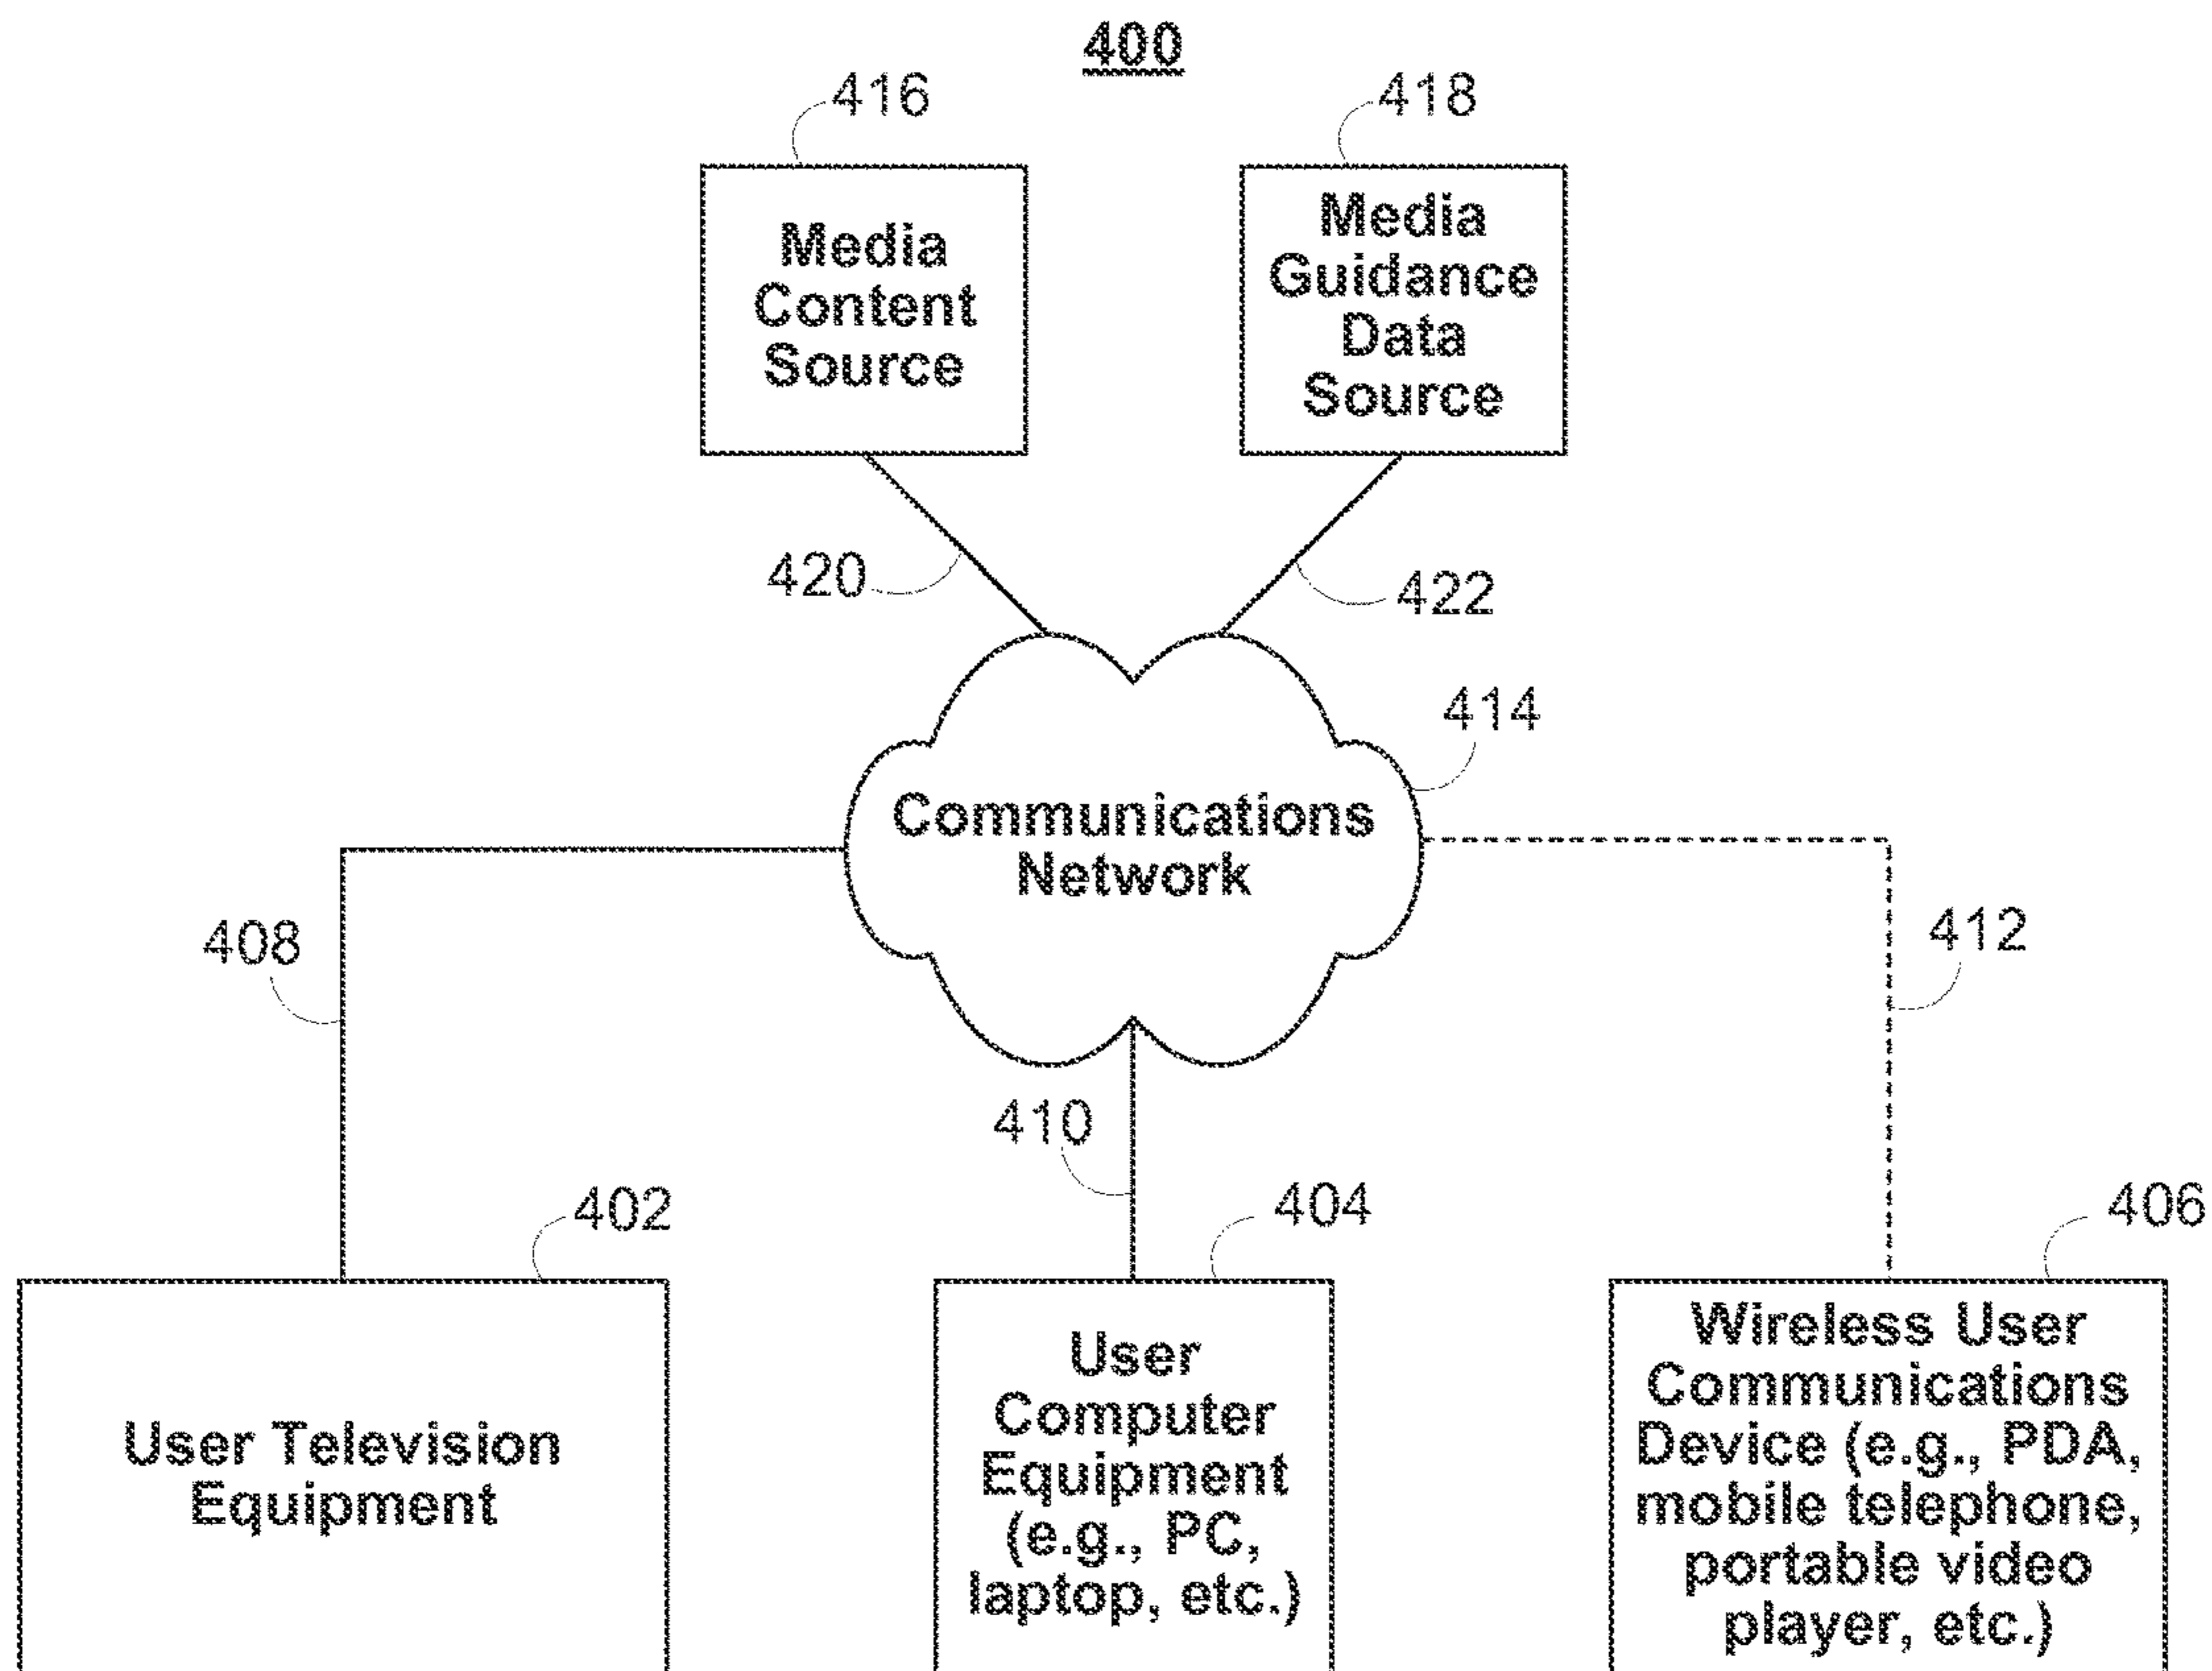 400
416
418
Media
Content
Source
Media
Guidance
Data
Source
420
422
414
Communications
Network
408
412
410
402
404
406
User Television
Equipment
User
Computer
Equipment
(e.g., PC,
laptop, etc.)
Wireless User
Communications
Device (e.g., PDA,
mobile telephone,
portable video
player, etc.)